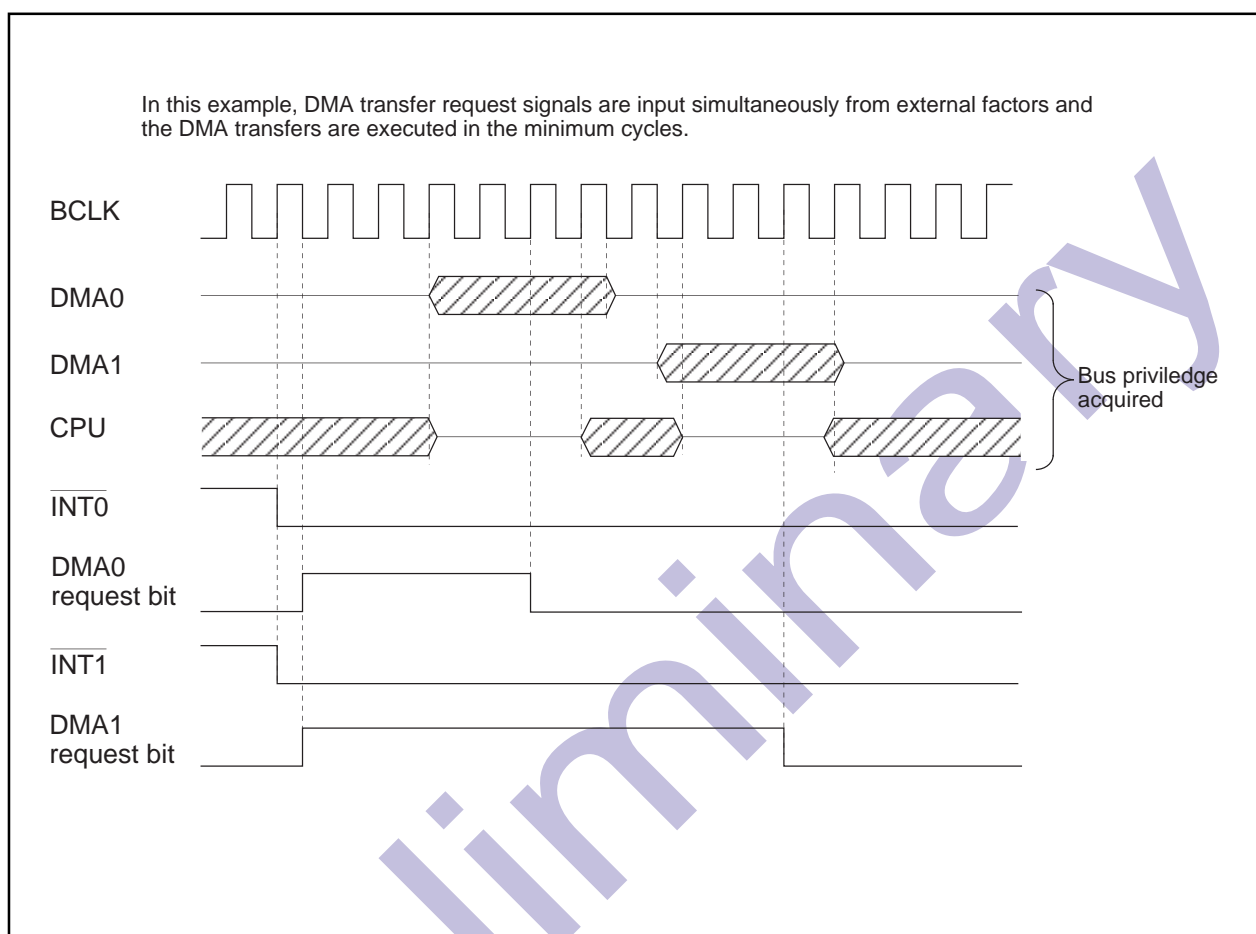 In this example, DMA transfer request signals are input simultaneously from external factors and
the DMA transfers are executed in the minimum cycles.
BCLK
DMA0
DMA1
CPU
Bus priviledge
acquired
INT0
DMA0
request bit
INT1
DMA1
request bit
liminary